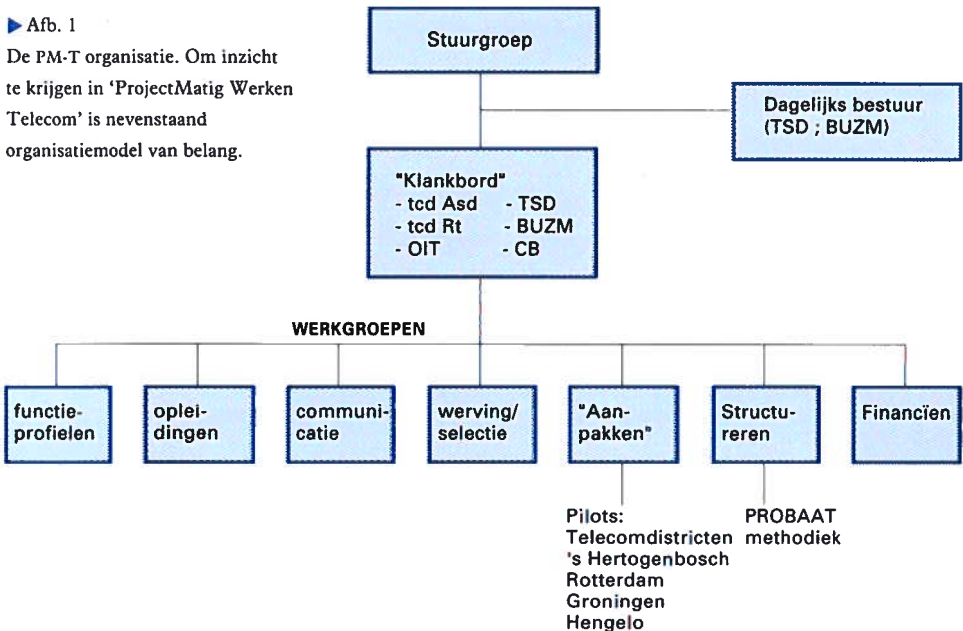 ▶ Afb. 1
De PM-T organisatie. Om inzicht
te krijgen in ‘ProjectMatig Werken
Telecom’ is nevenstaand
organisatiemodel van belang.
Stuurgroep
Dagelijks bestuur
(TSD ; BUZM)
"Klankbord"
- tcd Asd - TSD
- tcd Rt - BUZM
- OIT - CB
WERKGROEPEN
functie-
profielen
oplei-
dingen
communi-
catie
werving/
selectie
"Aan-
pakken"
Structu-
reren
Financïen
Pilots:
Telecomdistricten
's Hertogenbosch
Rotterdam
Groningen
Hengelo
PROBAAT
methodiek